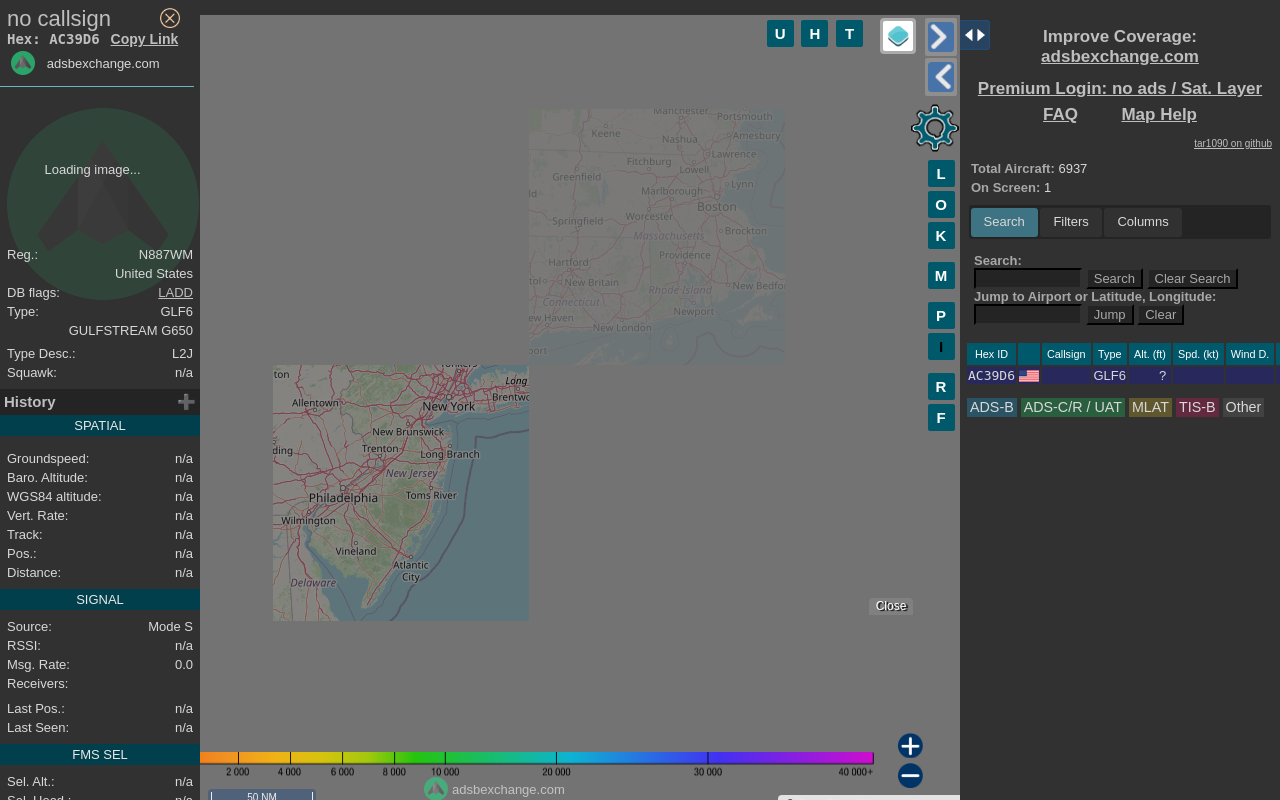 no callsign
Hex: AC39D6 Copy Link
adsbexchange.com
Loading image...
Reg.: N887WM
United States
DB flags: LADD
Type: GLF6
GULFSTREAM G650
Type Desc.: L2J
Squawk: n/a
History
SPATIAL
Groundspeed: n/a
Baro. Altitude: n/a
WGS84 altitude: n/a
Vert. Rate: n/a
Track: n/a
Pos.: n/a
Distance: n/a
SIGNAL
Source: Mode S
RSSI: n/a
Msg. Rate: 0.0
Receivers:
Last Pos.: n/a
Last Seen: n/a
FMS SEL
Sel. Alt.: n/a
Sel. Head.: n/a
U H T
Manchester
Portsmouth
Keene
Nashua
Amesbury
Fitchburg
Lawrence
Lowell
Greenfield
Lynn
Marlborough
Boston
Worcester
Springfield
Massachusetts
Brockton
Providence
Hartford
New Britain
Rhode Island
New Bedfo
Connecticut
Newport
ew Haven
New London
port
ton
Yonkers
Long
Allentown
New York
Brentwo
New Brunswick
ding
Trenton
Long Branch
New Jersey
Philadelphia
Toms River
Wilmington
Vineland
Atlantic
City
Delaware
L
O
K
M
P
I
R
F
Close
2 000 4 000 6 000 8 000 10 000 20 000 30 000 40 000+
adsbexchange.com
50 NM
Improve Coverage:
adsbexchange.com
Premium Login: no ads / Sat. Layer
FAQ Map Help
tar1090 on github
Total Aircraft: 6937
On Screen: 1
Search Filters Columns
Search:
Search Clear Search
Jump to Airport or Latitude, Longitude:
Jump Clear
Hex ID Callsign Type Alt. (ft) Spd. (kt) Wind D.
AC39D6 GLF6 ?
ADS-B ADS-C/R / UAT MLAT TIS-B Other